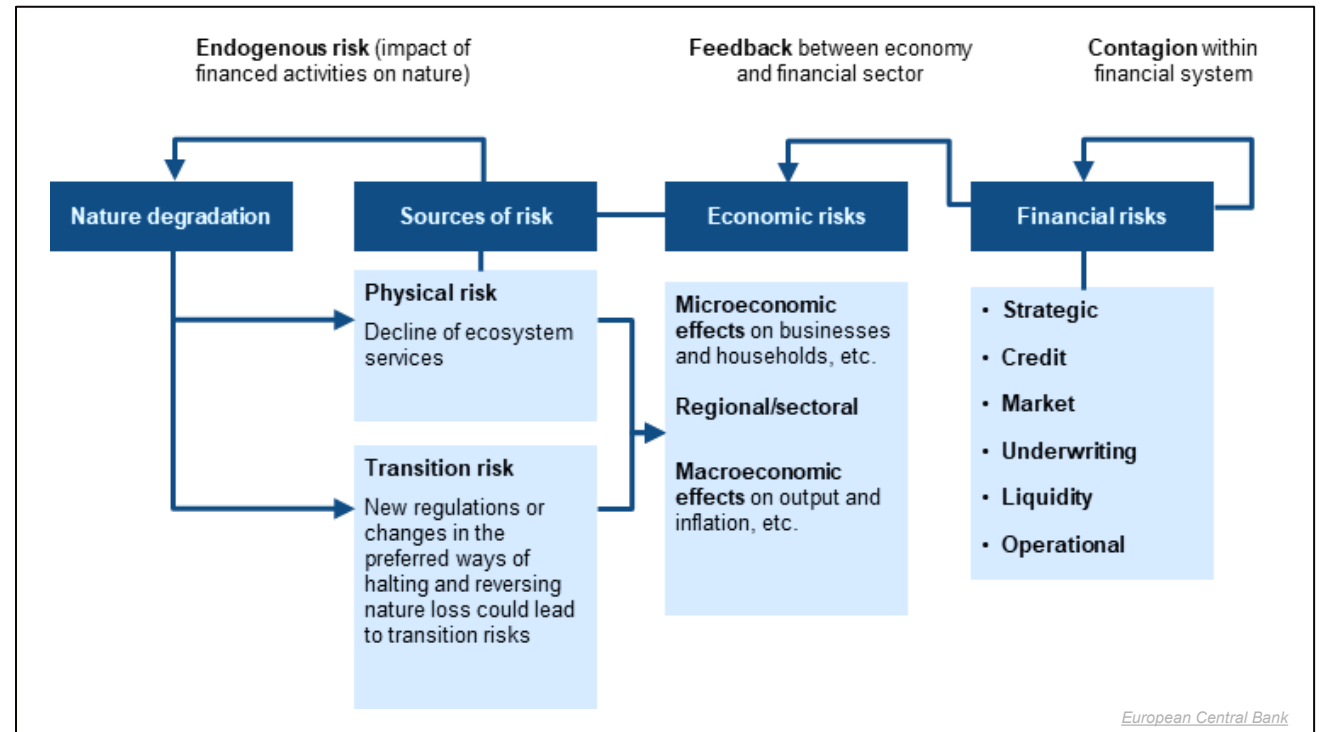 Endogenous risk (impact of
financed activities on nature)
Feedback between economy
and financial sector
Contagion within
financial system
Nature degradation
Sources of risk
Economic risks
Financial risks
Physical risk
Decline of ecosystem
services
Transition risk
New regulations or
changes in the
preferred ways of
halting and reversing
nature loss could lead
to transition risks
Microeconomic
effects on businesses
and households, etc.
Regional/sectoral
Macroeconomic
effects on output and
inflation, etc.
• Strategic
• Credit
• Market
• Underwriting
• Liquidity
• Operational
European Central Bank